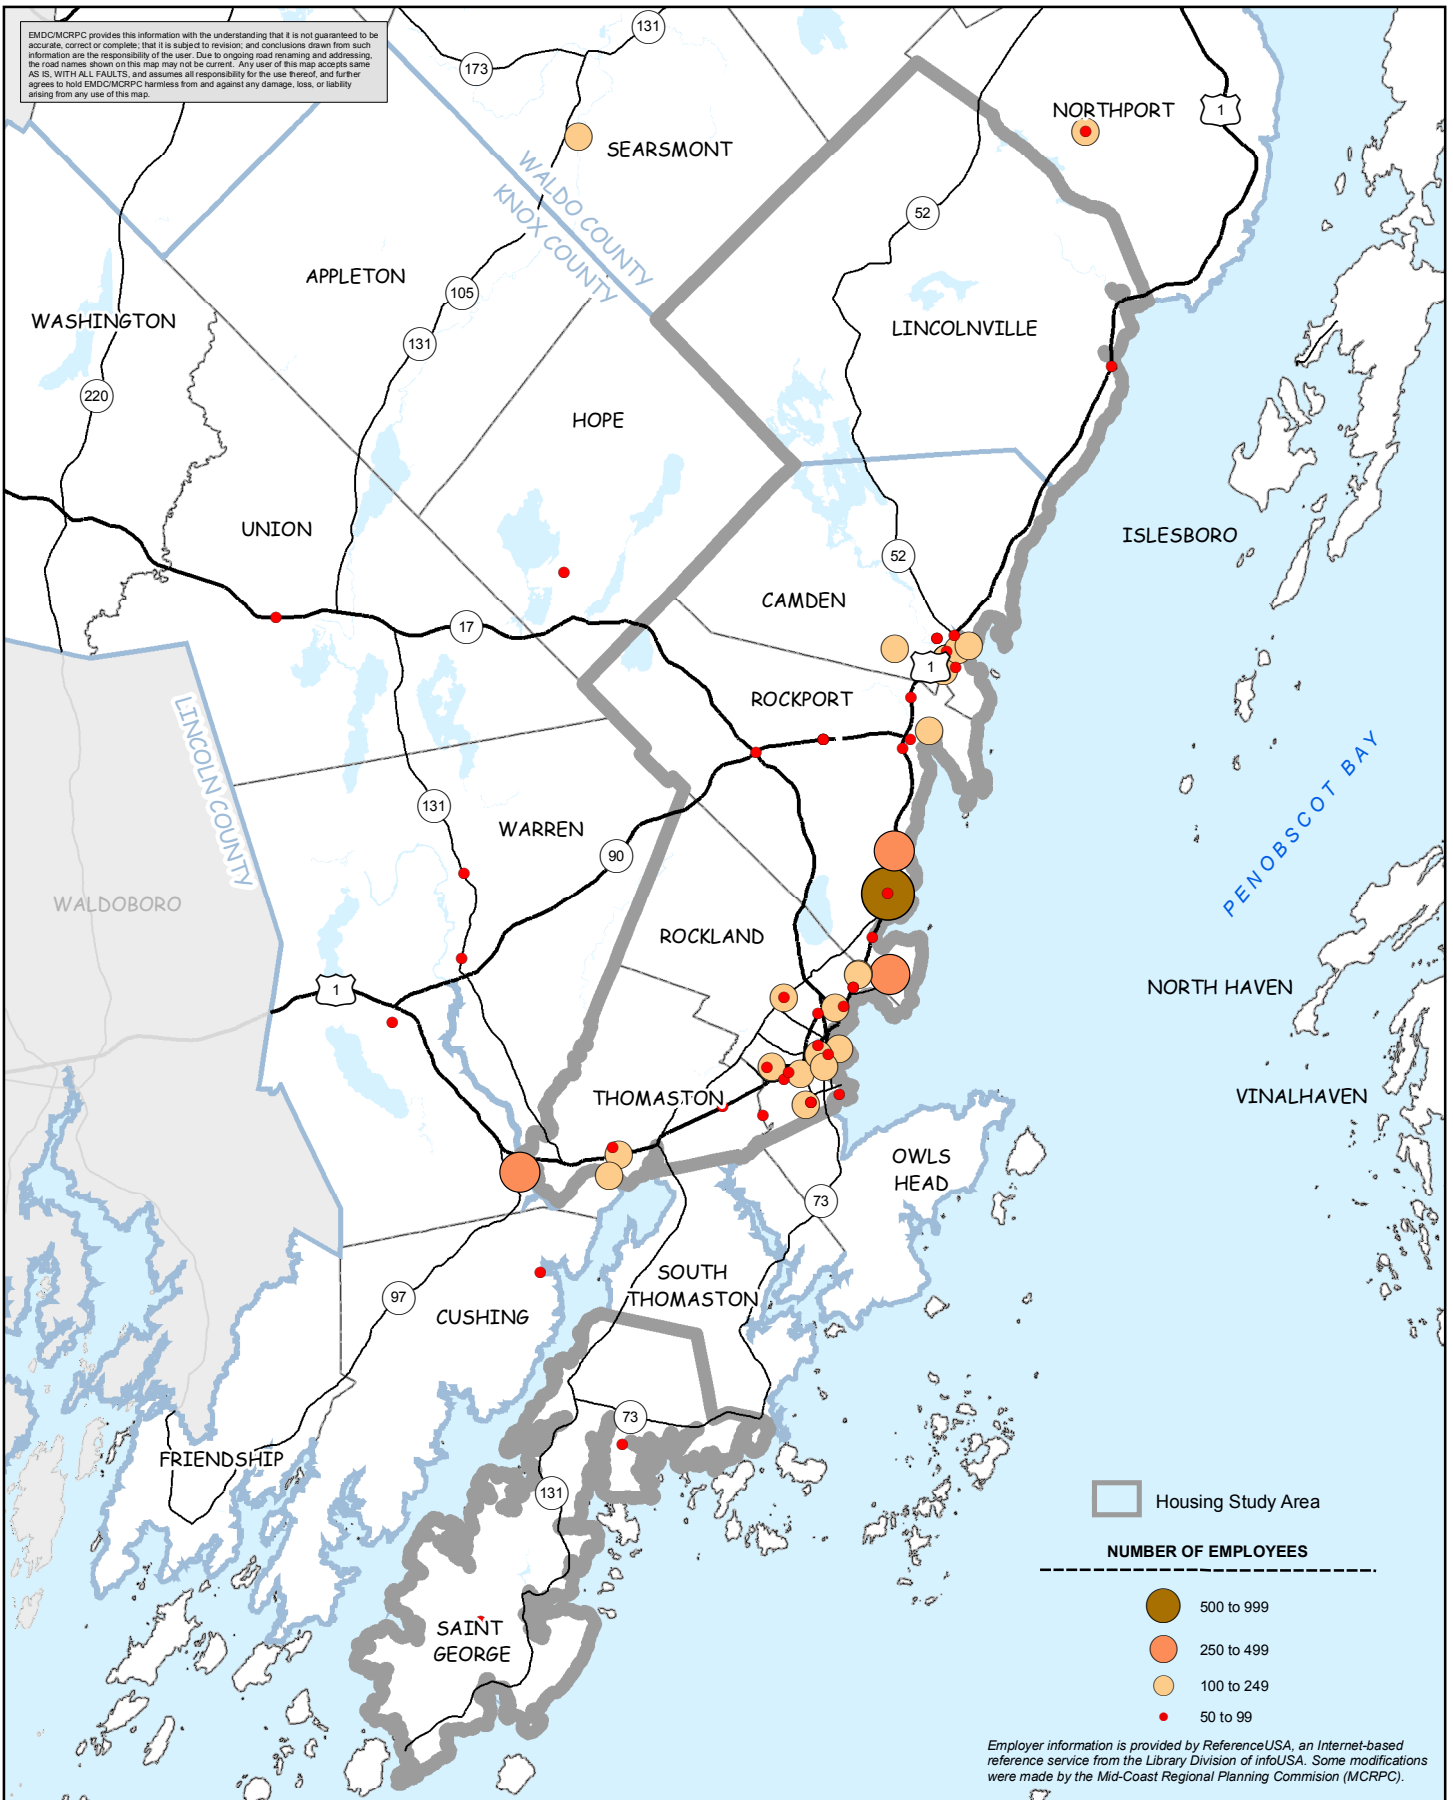 EMDC/MCRPC provides this information with the understanding that it is not guaranteed to be
accurate, correct or complete; that it is subject to revision; and conclusions drawn from such
information are the responsibility of the user. Due to ongoing road renaming and addressing,
the road names shown on this map may not be current. Any user of this map accepts same
AS IS, WITH ALL FAULTS, and assumes all responsibility for the use thereof, and further
agrees to hold EMDC/MCRPC harmless from and against any damage, loss, or liability
arising from any use of this map.
131
173
NORTHPORT
1
SEARSMONT
WALDO COUNTY
KNOX COUNTY
52
APPLETON
105
WASHINGTON
LINCOLNVILLE
131
220
HOPE
UNION
ISLESBORO
52
CAMDEN
17
1
ROCKPORT
LINCOLN COUNTY
PENOBSCOT BAY
131
WARREN
90
WALDOBORO
ROCKLAND
1
NORTH HAVEN
THOMASTON
VINALHAVEN
OWLS
HEAD
73
SOUTH
THOMASTON
97
CUSHING
73
FRIENDSHIP
131
SAINT
GEORGE
Housing Study Area
NUMBER OF EMPLOYEES
500 to 999
250 to 499
100 to 249
50 to 99
Employer information is provided by ReferenceUSA, an Internet-based
reference service from the Library Division of infoUSA. Some modifications
were made by the Mid-Coast Regional Planning Commision (MCRPC).